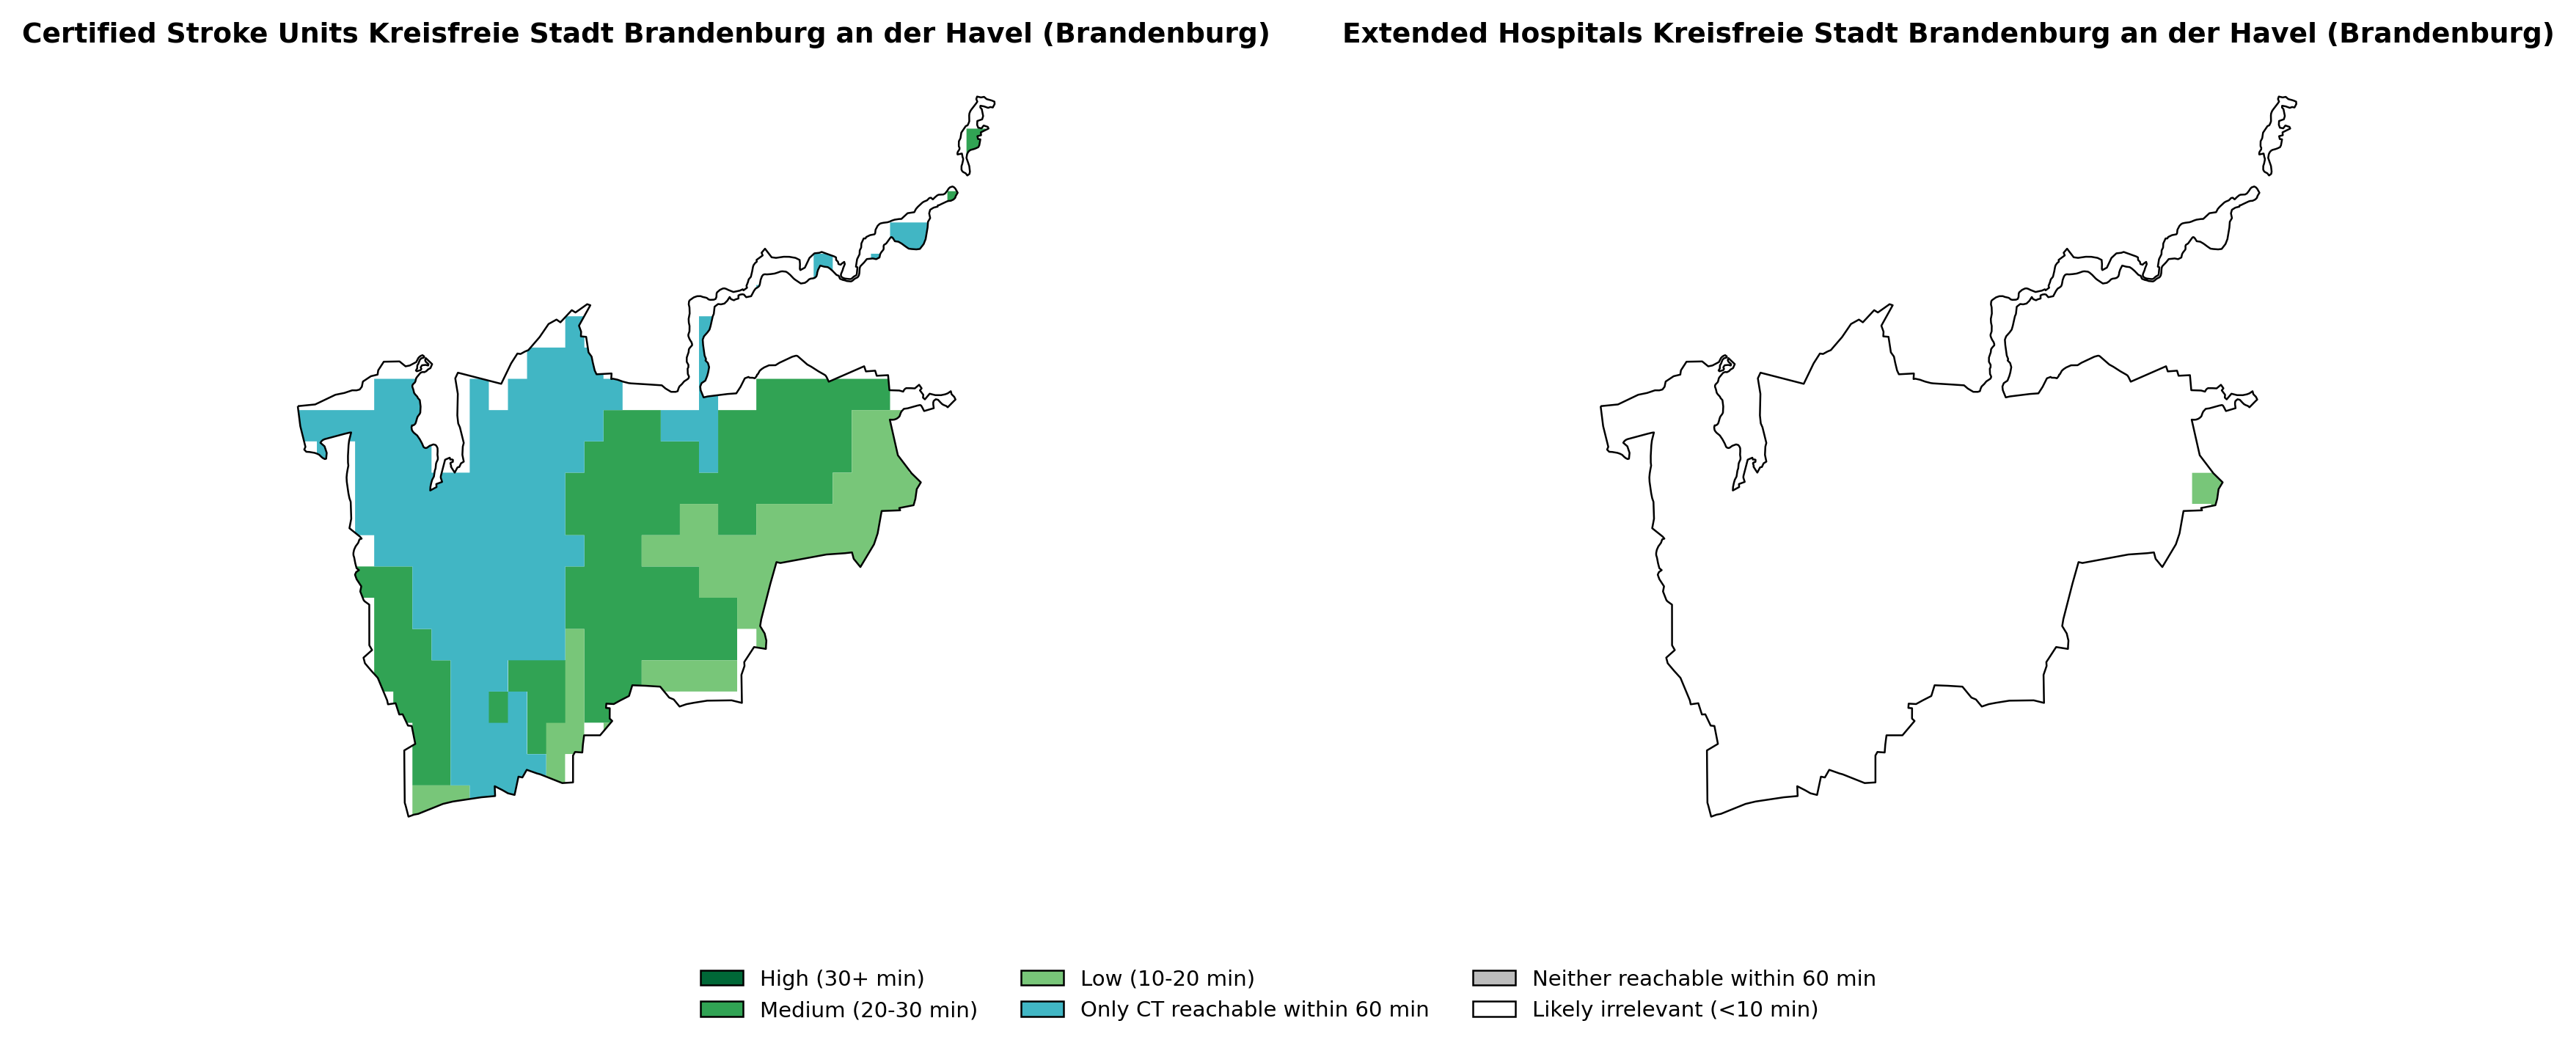 Certified Stroke Units Kreisfreie Stadt Brandenburg an der Havel (Brandenburg)
Extended Hospitals Kreisfreie Stadt Brandenburg an der Havel (Brandenburg)
High (30+ min)
Medium (20-30 min)
Low (10-20 min)
Only CT reachable within 60 min
Neither reachable within 60 min
Likely irrelevant (<10 min)